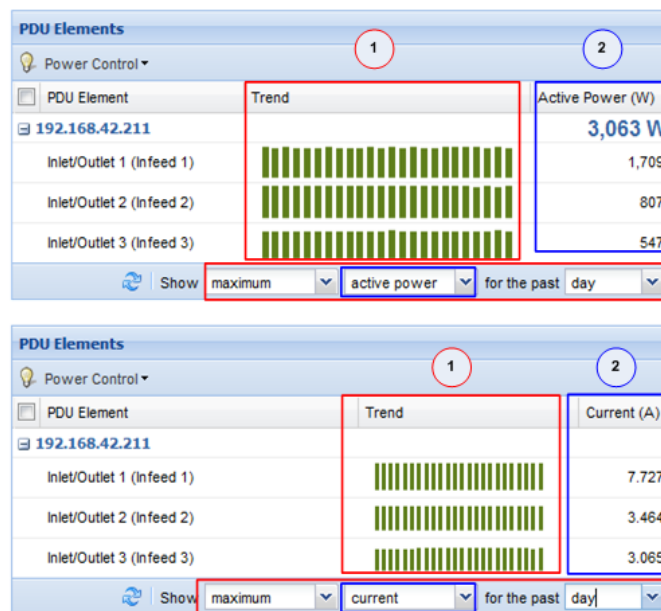 PDU Elements
1
2
Power Control
PDU Element Trend Active Power (W)
192.168.42.211 3,063 W
Inlet/Outlet 1 (Infeed 1) 1,709
Inlet/Outlet 2 (Infeed 2) 807
Inlet/Outlet 3 (Infeed 3) 547
Show maximum active power for the past day
PDU Elements
1
2
Power Control
PDU Element Trend Current (A)
192.168.42.211
Inlet/Outlet 1 (Infeed 1) 7.727
Inlet/Outlet 2 (Infeed 2) 3.464
Inlet/Outlet 3 (Infeed 3) 3.065
Show maximum current for the past day